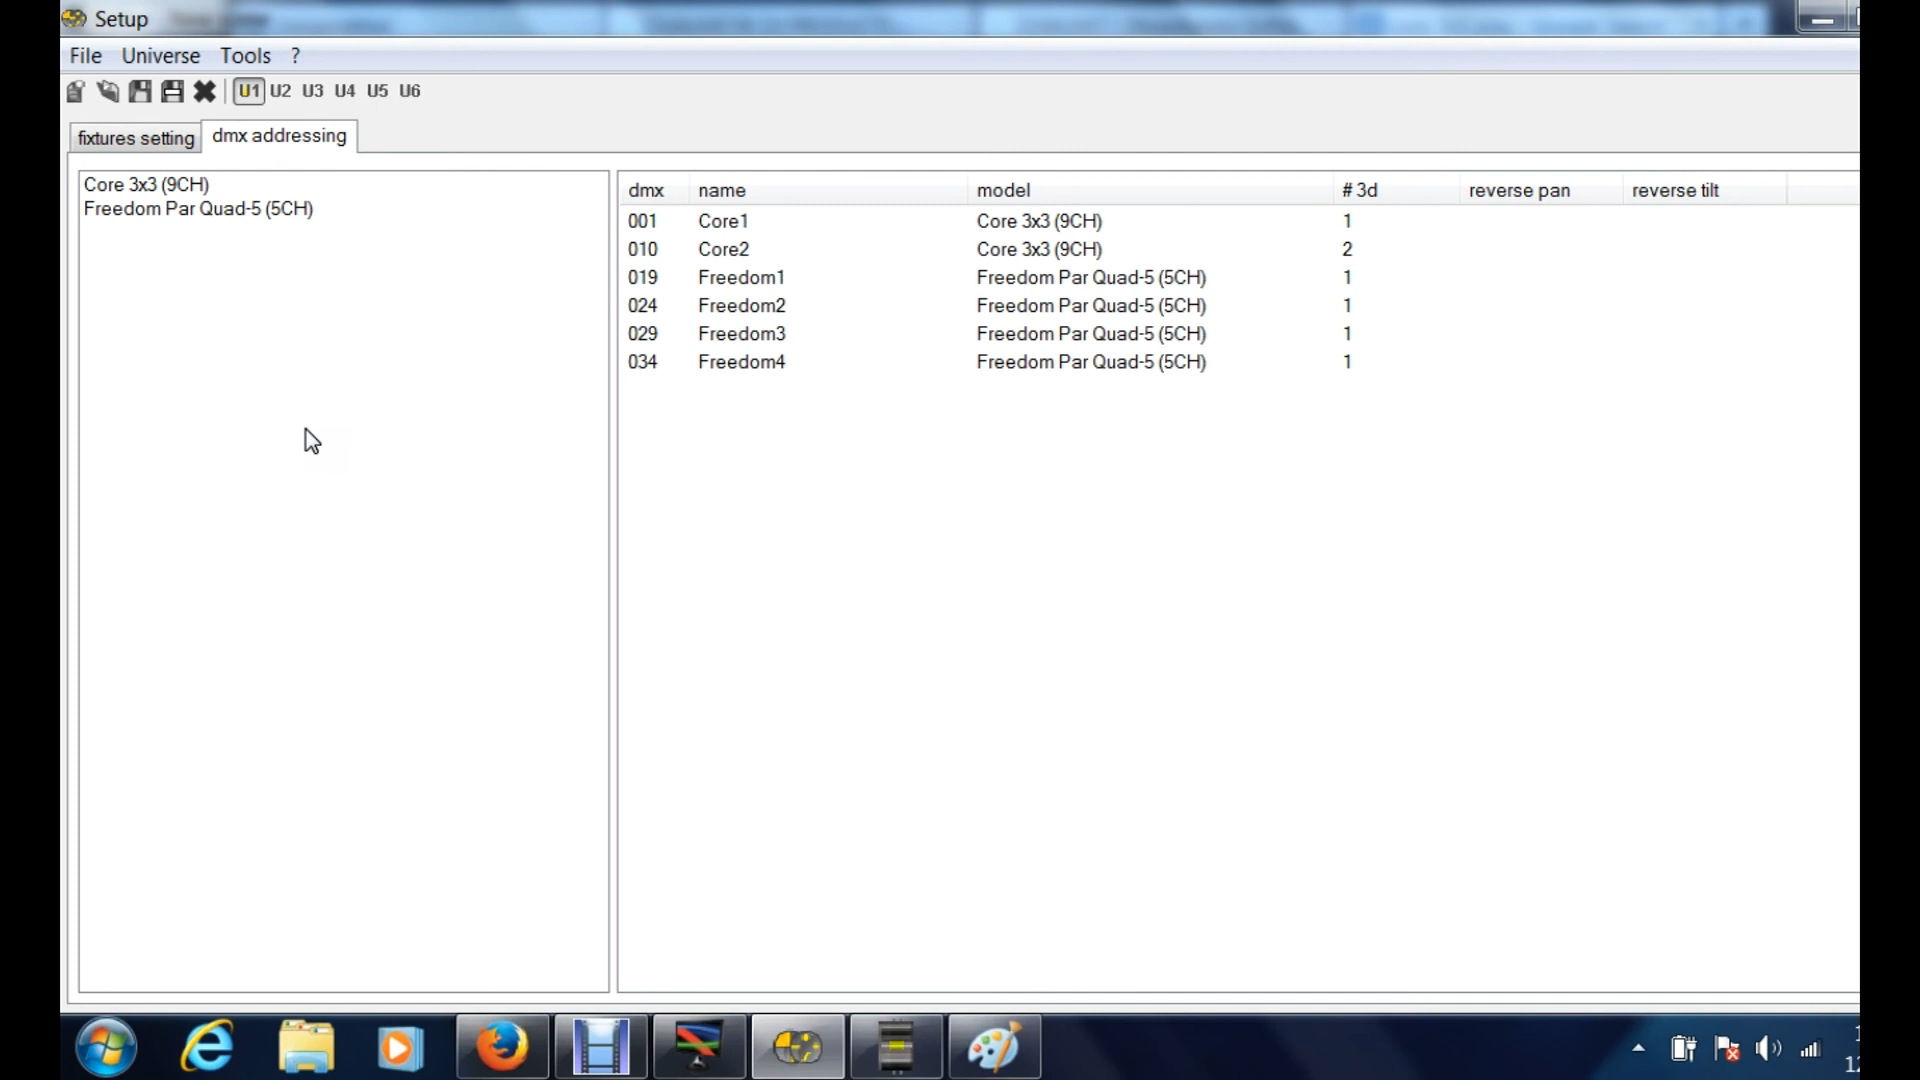 Setup
File Universe Tools ?
U1 U2 U3 U4 U5 U6
fixtures setting dmx addressing
Core 3x3 (9CH)
Freedom Par Quad-5 (5CH)
dmx name model # 3d reverse pan reverse tilt
001 Core1 Core 3x3 (9CH) 1
010 Core2 Core 3x3 (9CH) 2
019 Freedom1 Freedom Par Quad-5 (5CH) 1
024 Freedom2 Freedom Par Quad-5 (5CH) 1
029 Freedom3 Freedom Par Quad-5 (5CH) 1
034 Freedom4 Freedom Par Quad-5 (5CH) 1